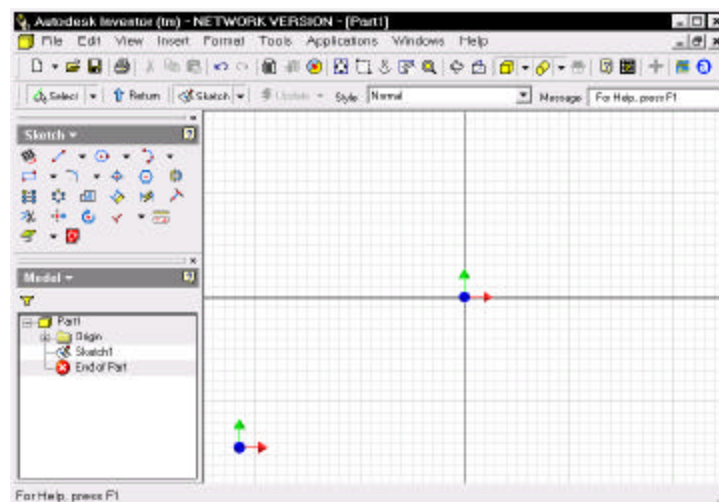 Autodesk Inventor (tm) - NETWORK VERSION - [Part1]
File Edit View Insert Format Tools Applications Windows Help
Select Return Sketch Update Style Normal Message For Help, press F1
Sketch
Model
Part1
Origin
Sketch1
End of Part
For Help, press F1